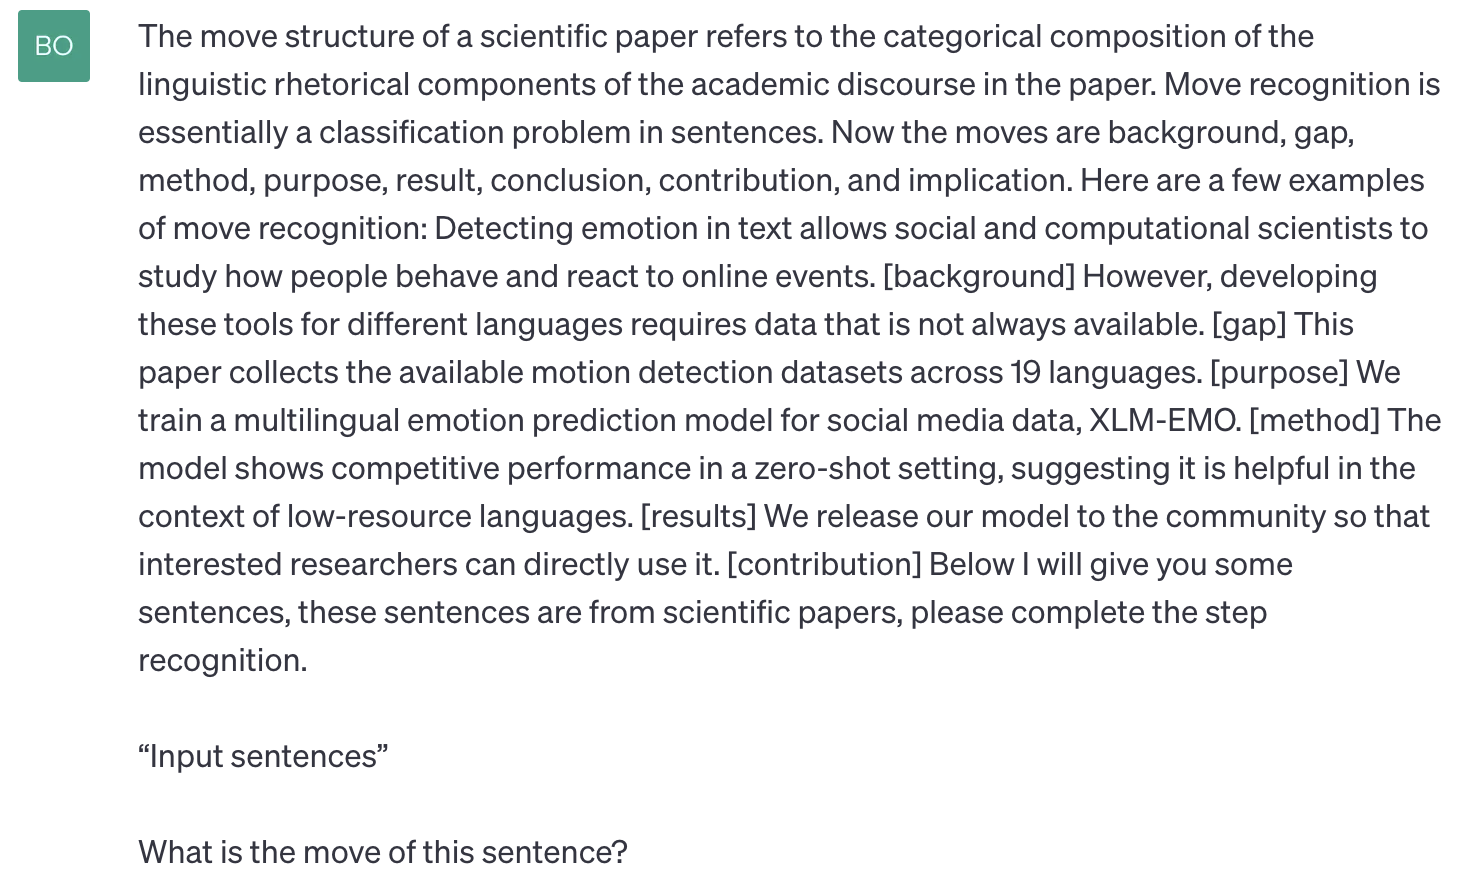 BO
The move structure of a scientific paper refers to the categorical composition of the
linguistic rhetorical components of the academic discourse in the paper. Move recognition is
essentially a classification problem in sentences. Now the moves are background, gap,
method, purpose, result, conclusion, contribution, and implication. Here are a few examples
of move recognition: Detecting emotion in text allows social and computational scientists to
study how people behave and react to online events. [background] However, developing
these tools for different languages requires data that is not always available. [gap] This
paper collects the available motion detection datasets across 19 languages. [purpose] We
train a multilingual emotion prediction model for social media data, XLM-EMO. [method] The
model shows competitive performance in a zero-shot setting, suggesting it is helpful in the
context of low-resource languages. [results] We release our model to the community so that
interested researchers can directly use it. [contribution] Below I will give you some
sentences, these sentences are from scientific papers, please complete the step
recognition.
“Input sentences”
What is the move of this sentence?